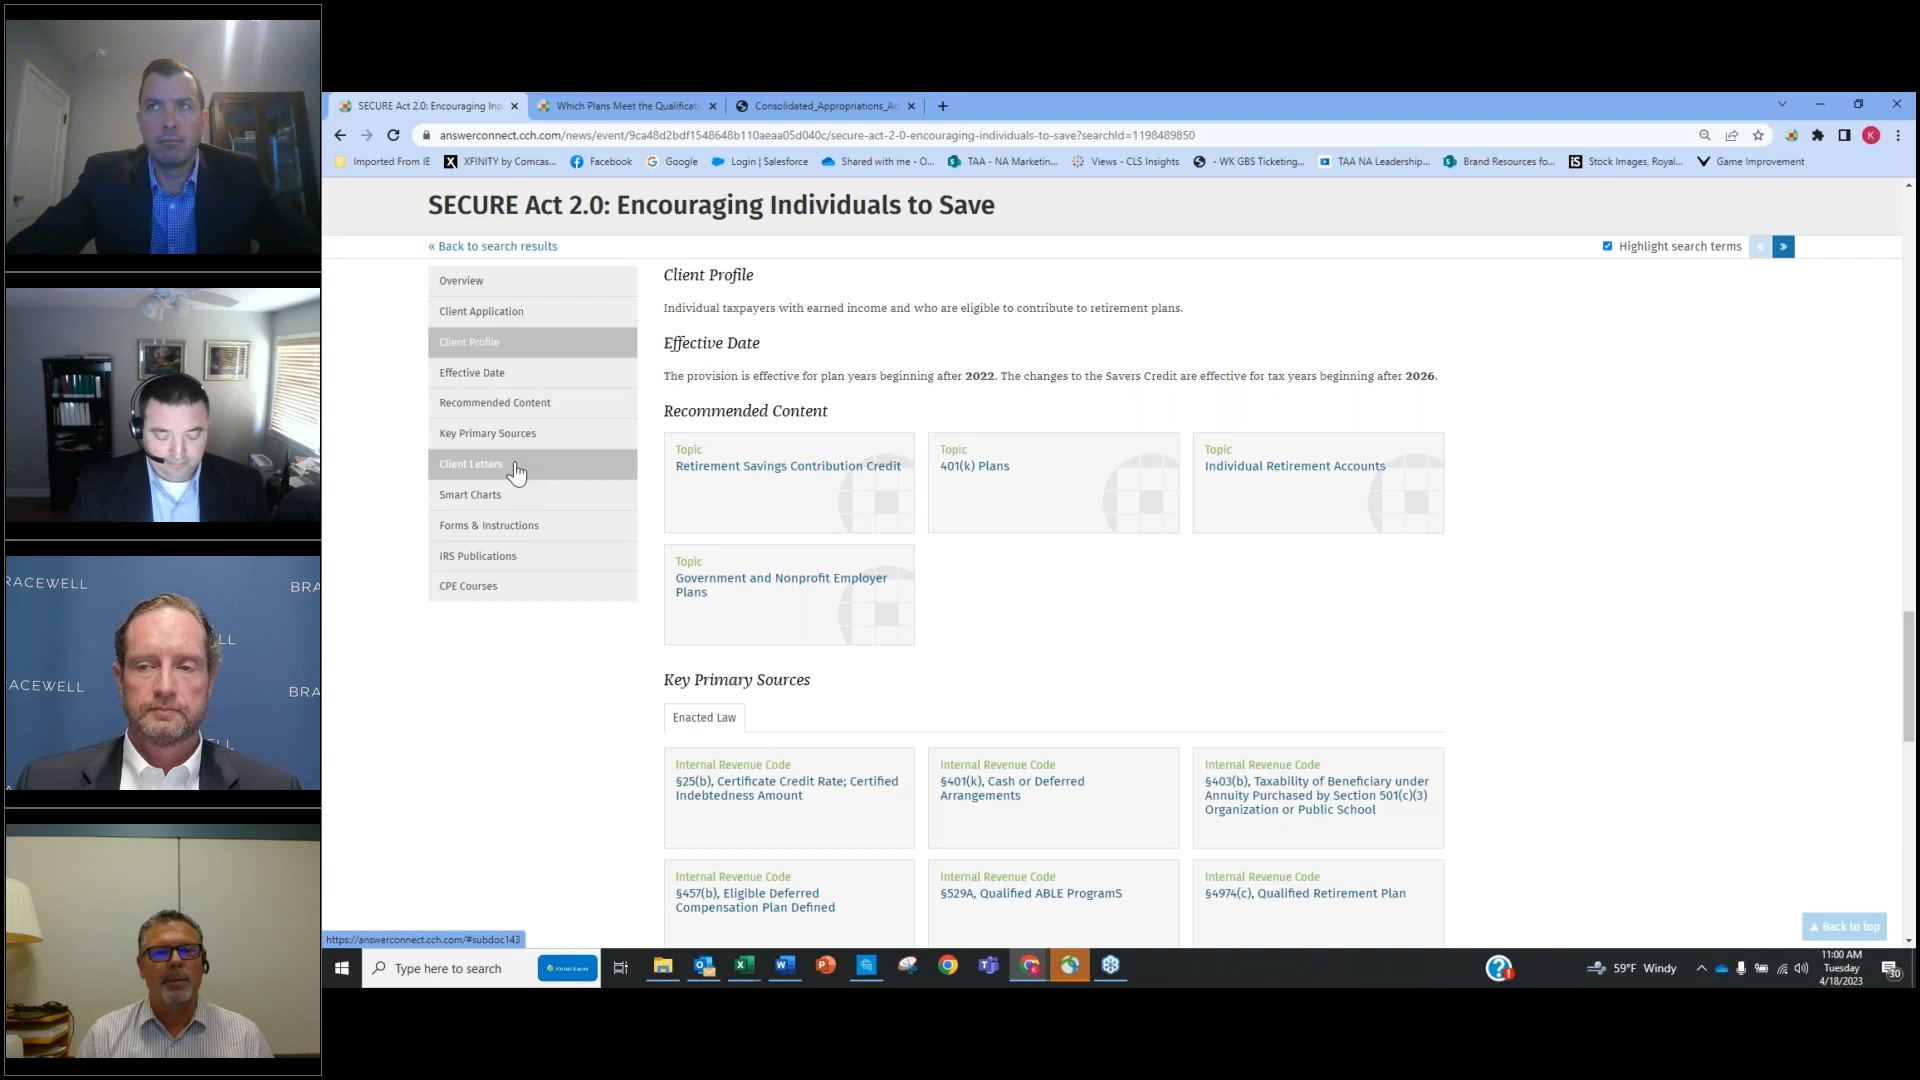 SECURE Act 2.0: Encouraging Ind
Which Plans Meet the Qualificati
Consolidated_Appropriations_Ac
answerconnect.cch.com/news/event/9ca48d2bdf1548648b110aeaa05d040c/secure-act-2-0-encouraging-individuals-to-save?searchId=1198489850
K
Imported From IE
XFINITY by Comcas...
Facebook
Google
Login | Salesforce
Shared with me - O...
TAA - NA Marketin...
Views - CLS Insights
- WK GBS Ticketing...
TAA NA Leadership...
Brand Resources fo...
Stock Images, Royal...
Game Improvement
SECURE Act 2.0: Encouraging Individuals to Save
« Back to search results
Highlight search terms
«
»
Overview
Client Application
Client Profile
Effective Date
Recommended Content
Key Primary Sources
Client Letters
Smart Charts
Forms & Instructions
IRS Publications
CPE Courses
Client Profile
Individual taxpayers with earned income and who are eligible to contribute to retirement plans.
Effective Date
The provision is effective for plan years beginning after 2022. The changes to the Savers Credit are effective for tax years beginning after 2026.
Recommended Content
Topic
Retirement Savings Contribution Credit
Topic
401(k) Plans
Topic
Individual Retirement Accounts
Topic
Government and Nonprofit Employer
Plans
Key Primary Sources
Enacted Law
Internal Revenue Code
§25(b), Certificate Credit Rate; Certified
Indebtedness Amount
Internal Revenue Code
§401(k), Cash or Deferred
Arrangements
Internal Revenue Code
§403(b), Taxability of Beneficiary under
Annuity Purchased by Section 501(c)(3)
Organization or Public School
Internal Revenue Code
§457(b), Eligible Deferred
Compensation Plan Defined
Internal Revenue Code
§529A, Qualified ABLE ProgramS
Internal Revenue Code
§4974(c), Qualified Retirement Plan
Back to top
https://answerconnect.cch.com/#subdoc143
Type here to search
59°F Windy
11:00 AM
Tuesday
4/18/2023
30
RACEWELL
BRA
LL
ACEWELL
BRA
LL